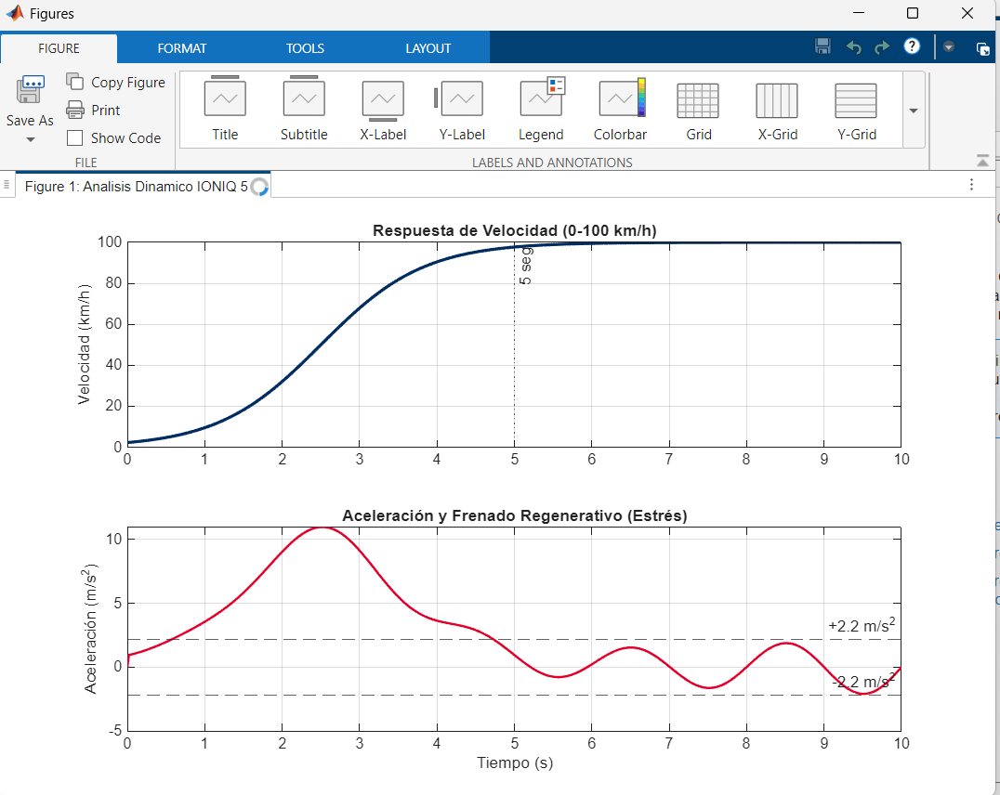 Figures
FIGURE FORMAT TOOLS LAYOUT
Save As
Copy Figure
Print
Show Code
FILE
Title Subtitle X-Label Y-Label Legend Colorbar Grid X-Grid Y-Grid
LABELS AND ANNOTATIONS
Figure 1: Analisis Dinamico IONIQ 5
Respuesta de Velocidad (0-100 km/h)
Velocidad (km/h)
100
80
60
40
20
0
5 seg
0 1 2 3 4 5 6 7 8 9 10
Aceleración y Frenado Regenerativo (Estrés)
Aceleración (m/s²)
10
5
0
-5
+2.2 m/s²
-2.2 m/s²
0 1 2 3 4 5 6 7 8 9 10
Tiempo (s)